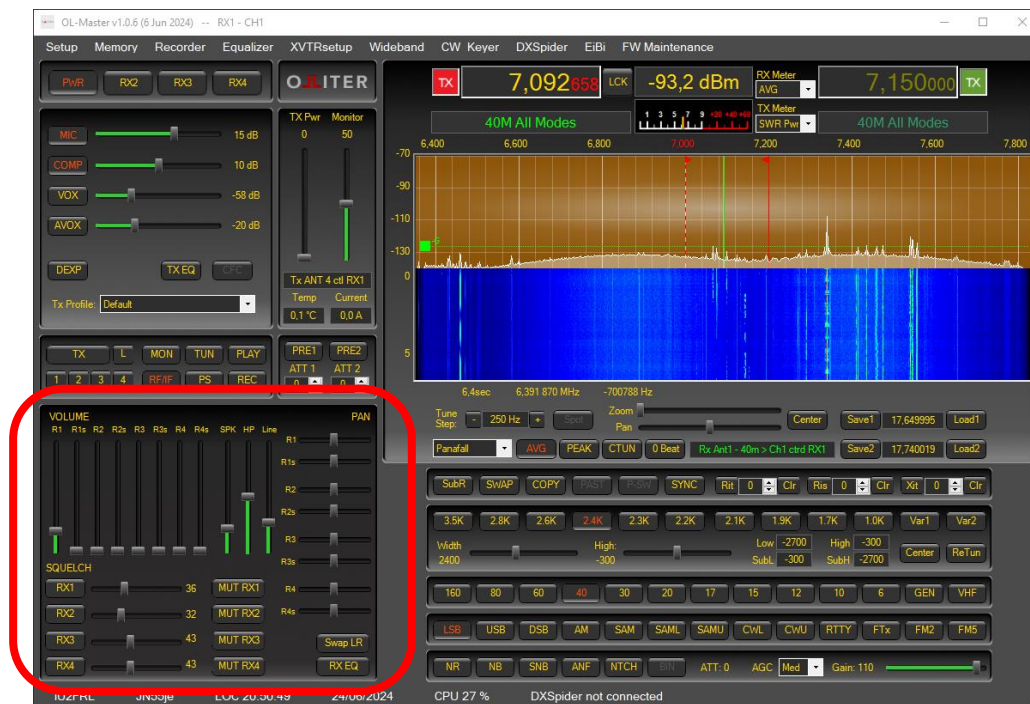 OL-Master v1.0.6 (6 Jun 2024) -- RX1 - CH1
Setup Memory Recorder Equalizer XVTRsetup Wideband CW Keyer DXSpider EiBi FW Maintenance
PWR RX2 RX3 RX4
MIC 15 dB
COMP 10 dB
VOX -58 dB
AVOX -20 dB
DEXP TX EQ CFC
Tx Profile: Default
TX Pwr Monitor
0 50
Tx ANT 4 ctl RX1
Temp Current
0,1 °C 0,0 A
TX 7,092658 LCK -93,2 dBm RX Meter AVG 7,150000 TX
40M All Modes 1 3 5 7 9 +20 +40 +60 TX Meter SWR Pwr 40M All Modes
6,400 6,600 6,800 7,000 7,200 7,400 7,600 7,800
-70
-90
-110
-130
0
5
6,4sec 6,391 870 MHz -700788 Hz
TX L MON TUN PLAY
1 2 3 4 RF/IF PS REC
PRE1 PRE2
ATT 1 ATT 2
0 0
Tune Step: - 250 Hz + Spot Zoom Pan Center Save1 17,649995 Load1
Panafall AVG PEAK CTUN 0 Beat Rx Ant1 - 40m > Ch1 ctrd RX1 Save2 17,740019 Load2
VOLUME PAN
R1 R1s R2 R2s R3 R3s R4 R4s SPK HP Line
R1
R1s
R2
R2s
R3
R3s
R4
R4s
SQUELCH
RX1 36 MUT RX1
RX2 32 MUT RX2
RX3 43 MUT RX3
RX4 43 MUT RX4
Swap LR
RX EQ
SubR SWAP COPY PAST P-SW SYNC Rit 0 Clr Ris 0 Clr Xit 0 Clr
3.5K 2.8K 2.6K 2.4K 2.3K 2.2K 2.1K 1.9K 1.7K 1.0K Var1 Var2
Width High: Low -2700 High -300 Center ReTun
2400 -300 SubL -300 SubH -2700
160 80 60 40 30 20 17 15 12 10 6 GEN VHF
LSB USB DSB AM SAM SAML SAMU CWL CWU RTTY FTx FM2 FM5
NR NB SNB ANF NTCH BIN ATT: 0 AGC Med Gain: 110
IU2FRL JN55je LOC 20:50:49 24/06/2024 CPU 27 % DXSpider not connected